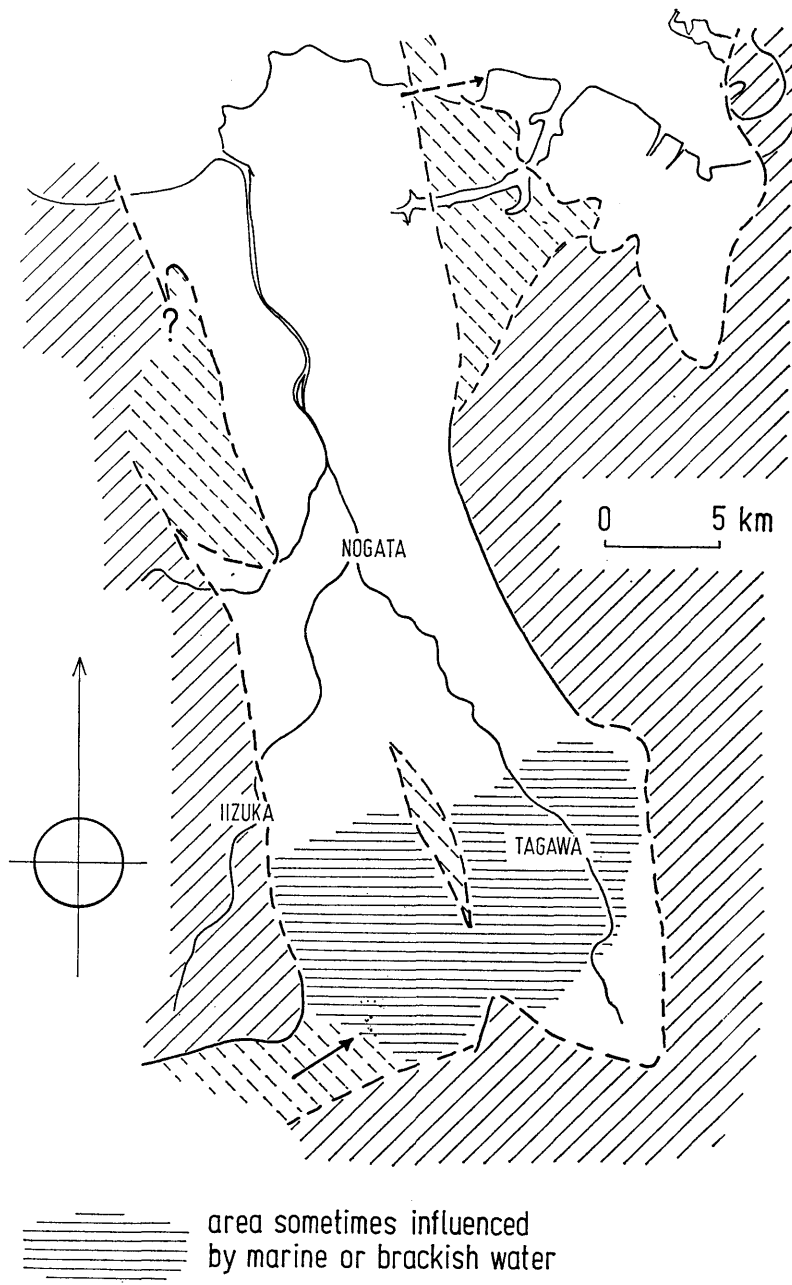 ?
0 5 km
NOGATA
IIZUKA
TAGAWA
area sometimes influenced
by marine or brackish water